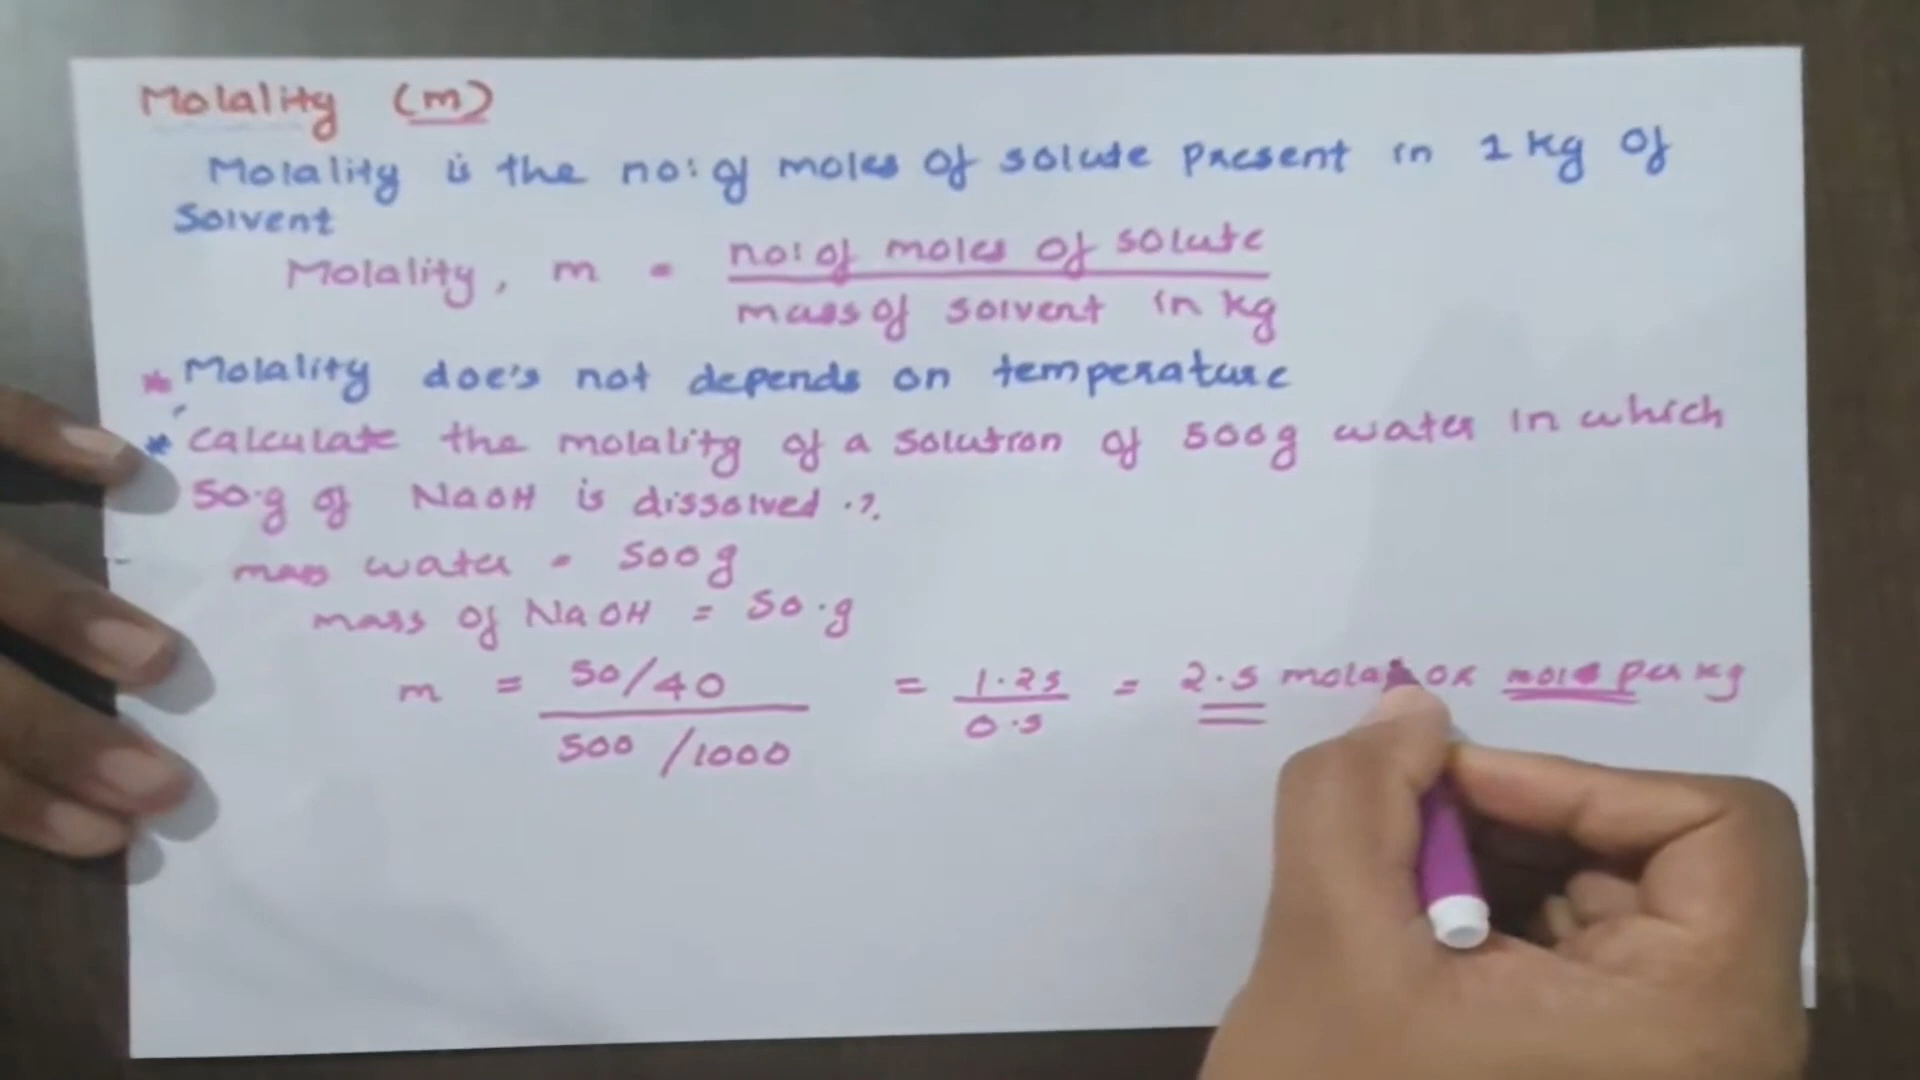 Molality (m)
Molality is the no: of moles of solute present in 1 kg of
Solvent
Molality, m = no: of moles of solute
mass of solvent in kg
* Molality doe's not depends on temperature
* Calculate the molality of a solution of 500g water in which
50.g of NaOH is dissolved .?
mass water = 500g
mass of NaOH = 50.g
m = 50/40 = 1.25 = 2.5 or mole per kg
500/1000 0.5